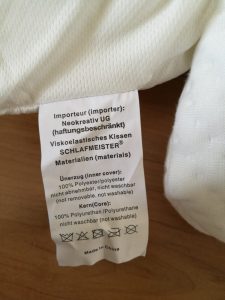 Importeur (importer):
Neokreativ UG
(haftungsbeschränkt)
Viskoelastisches Kissen
SCHLAFMEISTER®
Materialien (materials)
Überzug (inner cover):
100% Polyester/polyester
nicht abnehmbar, nicht waschbar
(not removable, not washable)
Kern(Core):
100% Polyurethan/Polyurethane
nicht waschbar (not washable)
Made in China